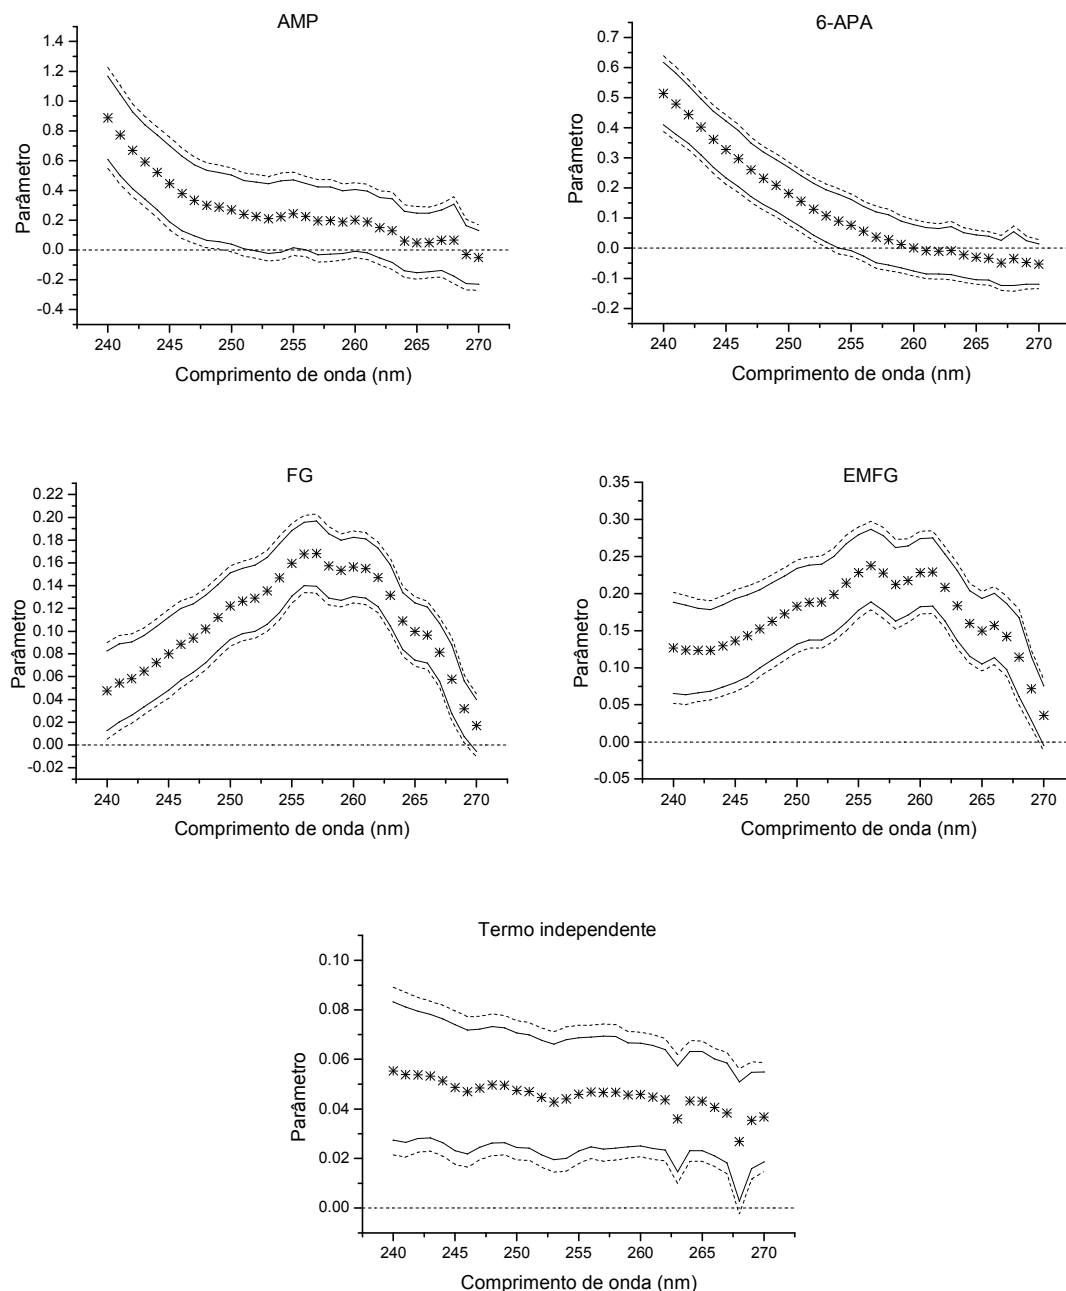 AMP
1.4
1.2
1.0
0.8
0.6
0.4
0.2
0.0
-0.2
-0.4
Parâmetro
240 245 250 255 260 265 270
Comprimento de onda (nm)
6-APA
0.7
0.6
0.5
0.4
0.3
0.2
0.1
0.0
-0.1
-0.2
Parâmetro
240 245 250 255 260 265 270
Comprimento de onda (nm)
FG
0.22
0.20
0.18
0.16
0.14
0.12
0.10
0.08
0.06
0.04
0.02
0.00
-0.02
Parâmetro
240 245 250 255 260 265 270
Comprimento de onda (nm)
EMFG
0.35
0.30
0.25
0.20
0.15
0.10
0.05
0.00
-0.05
Parâmetro
240 245 250 255 260 265 270
Comprimento de onda (nm)
Termo independente
0.10
0.08
0.06
0.04
0.02
0.00
Parâmetro
240 245 250 255 260 265 270
Comprimento de onda (nm)